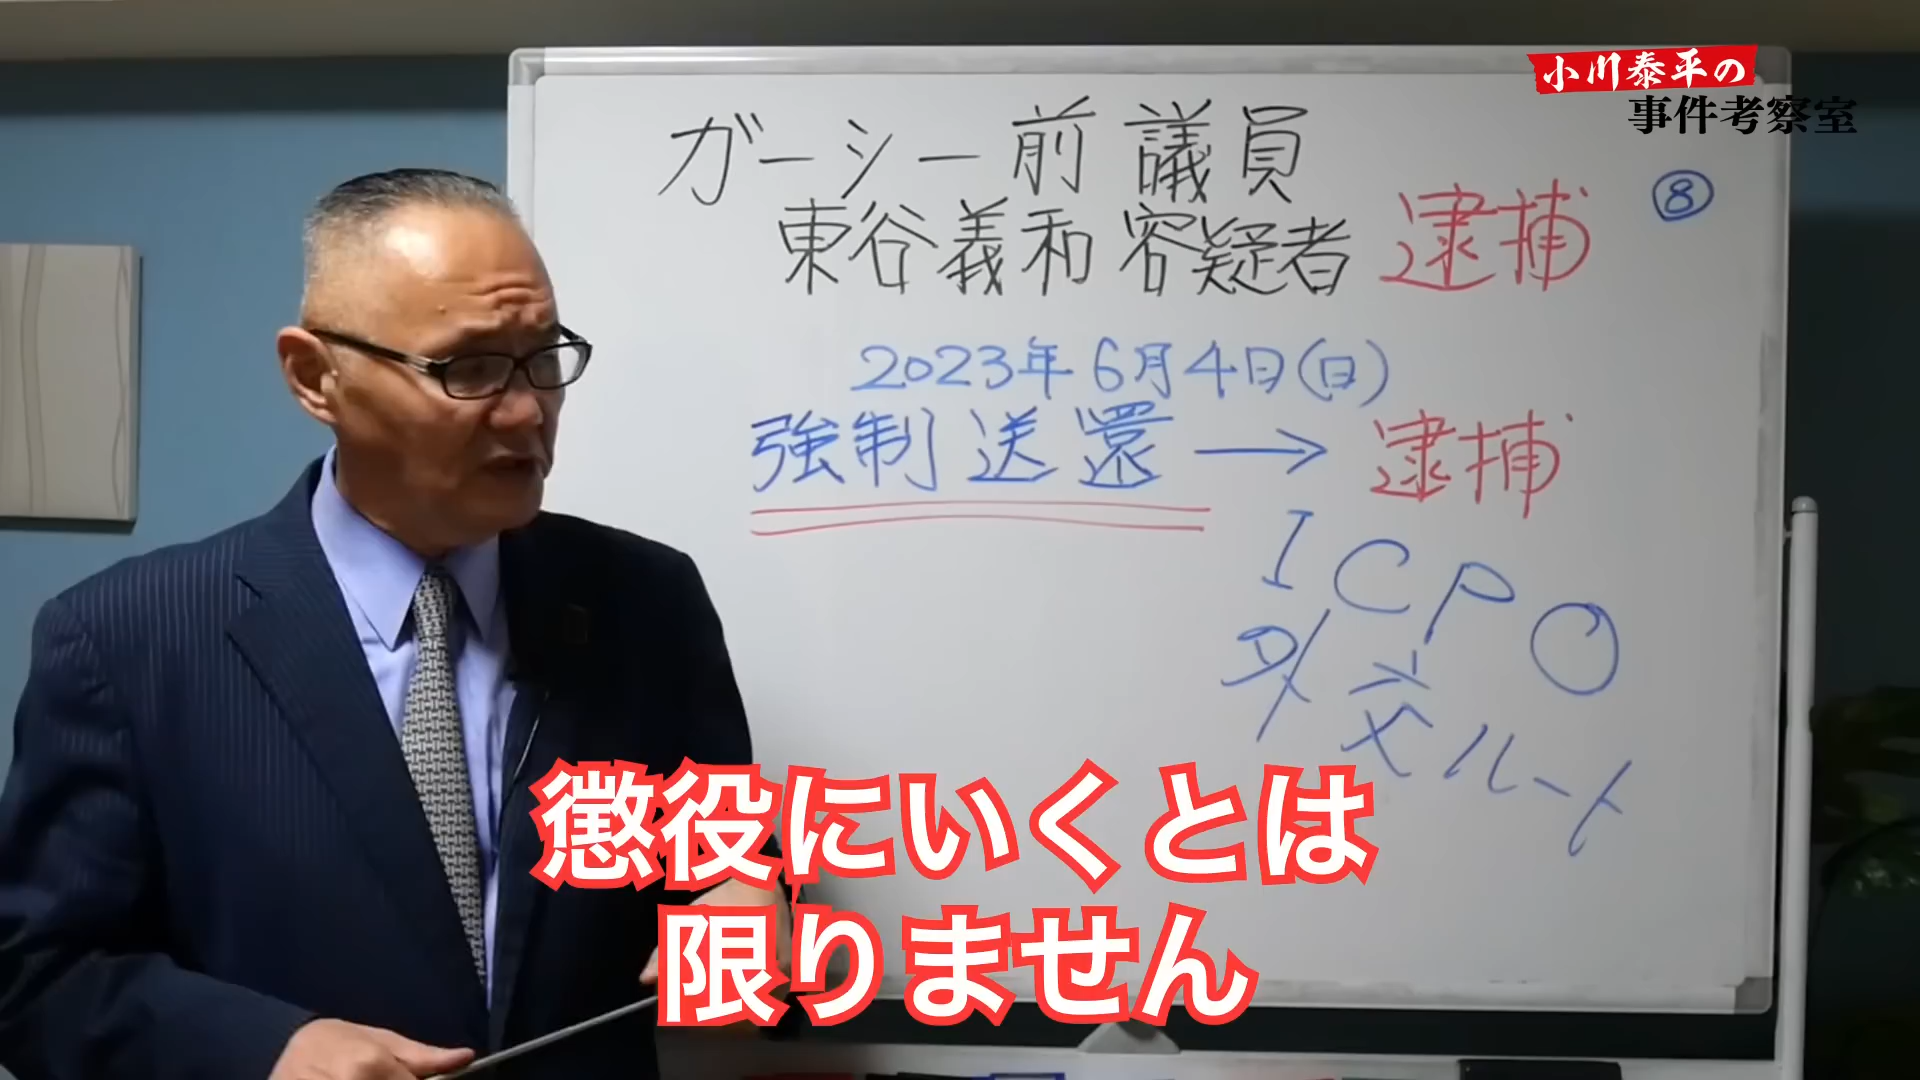 小川泰平の
事件考察室
ガーシー前議員
⑧
東谷義和容疑者 逮捕
2023年6月4日(日)
強制送還→逮捕
ICPO
外交ルート
懲役にいくとは
限りません